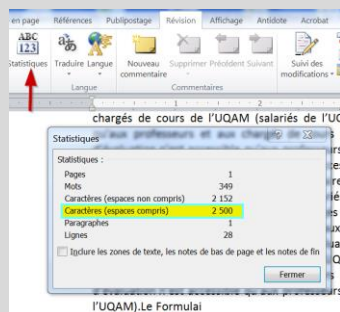 en page Références Publipostage Révision Affichage Antidote Acrobat
ABC
123
Statistiques Traduire Langue Nouveau commentaire Supprimer Précédent Suivant Suivi des modifications
Langue Commentaires
chargés de cours de l'UQAM (salariés de l'UQ
Statistiques
Statistiques :
Pages 1
Mots 349
Caractères (espaces non compris) 2 152
Caractères (espaces compris) 2 500
Paragraphes 1
Lignes 28
Inclure les zones de texte, les notes de bas de page et les notes de fin
Fermer
l'UQAM).Le Formulai